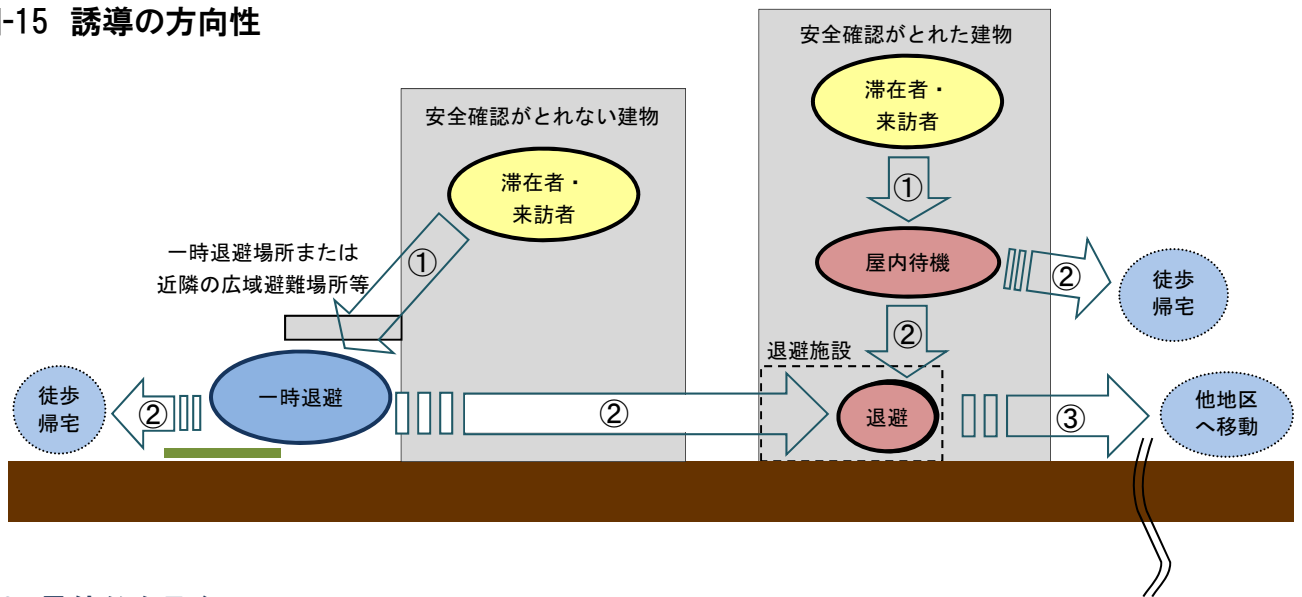 -15 誘導の方向性
安全確認がとれない建物
滞在者・
来訪者
①
一時退避場所または
近隣の広域避難場所等
一時退避
②
徒歩
帰宅
②
安全確認がとれた建物
滞在者・
来訪者
①
屋内待機
②
徒歩
帰宅
②
退避施設
退避
③
他地区
へ移動